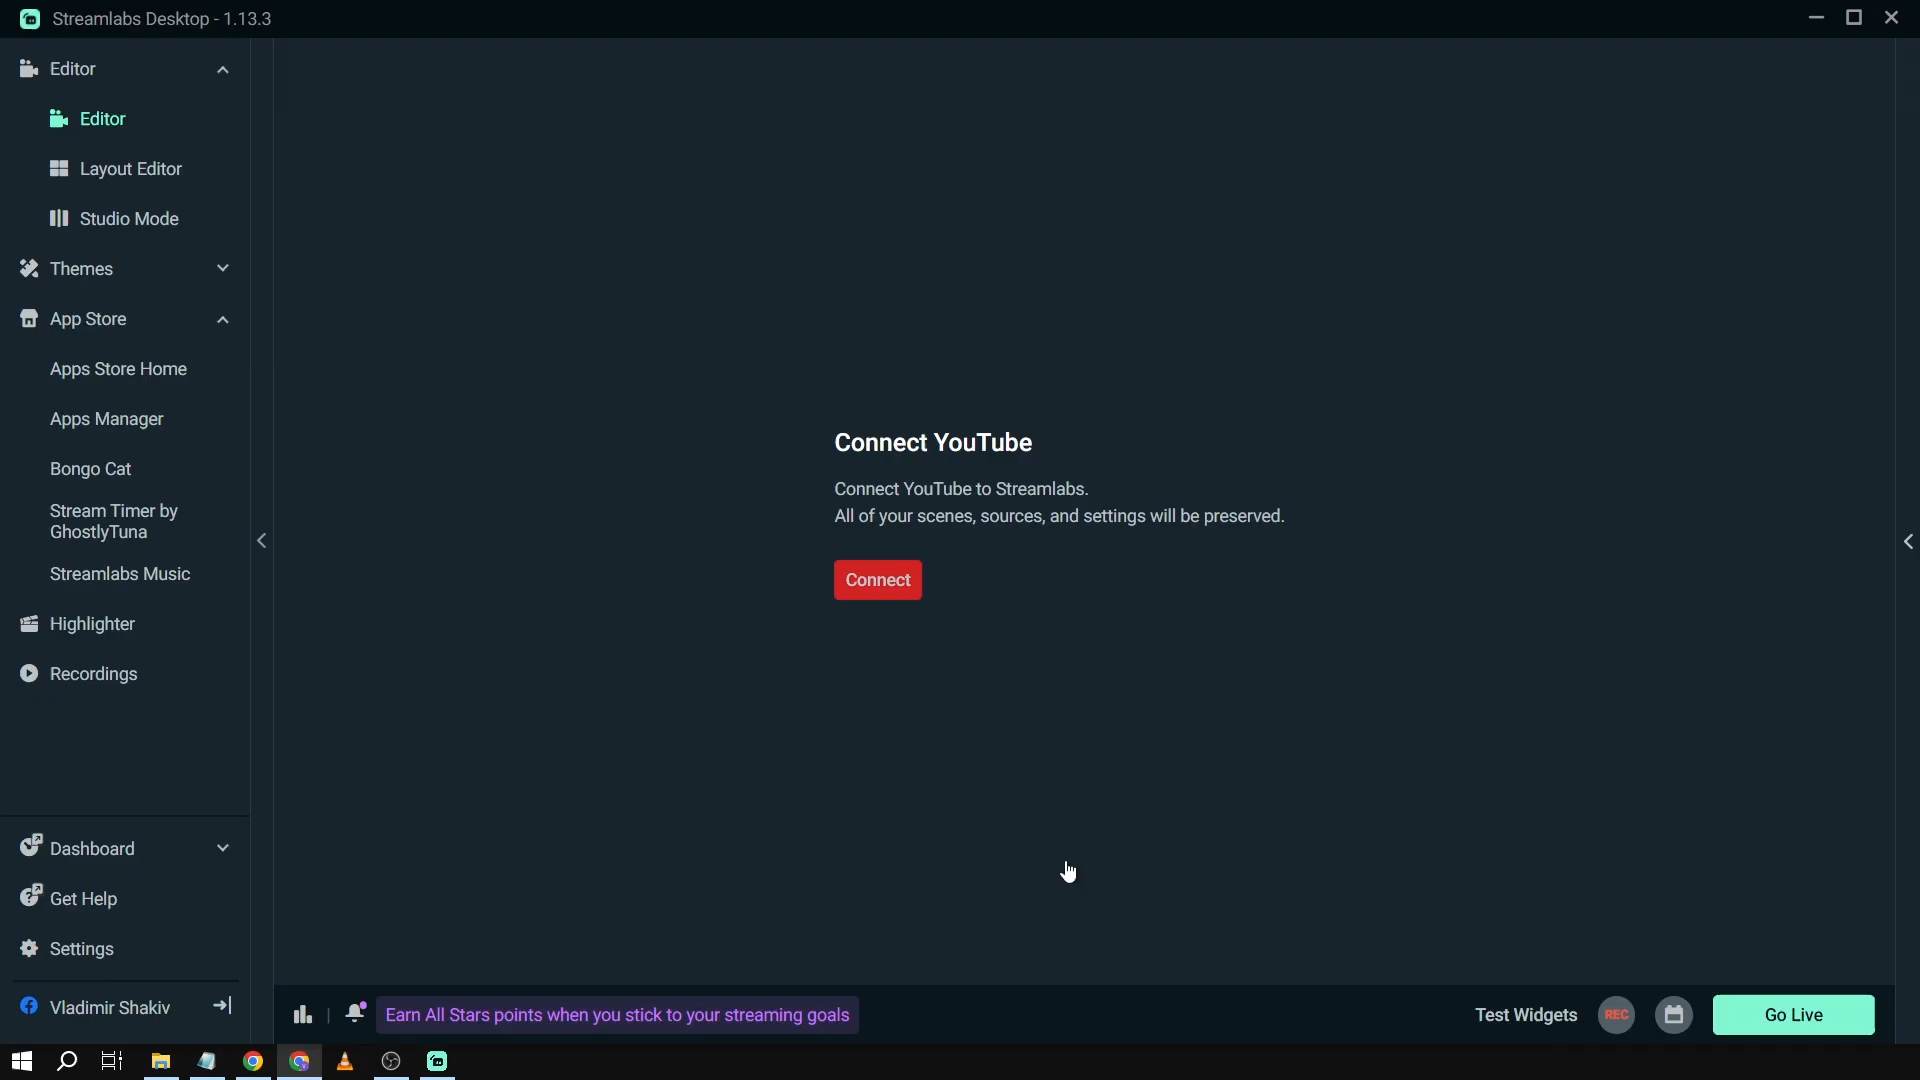 Streamlabs Desktop - 1.13.3
Editor
Editor
Layout Editor
Studio Mode
Themes
App Store
Apps Store Home
Apps Manager
Bongo Cat
Stream Timer by
GhostlyTuna
Streamlabs Music
Highlighter
Recordings
Connect YouTube
Connect YouTube to Streamlabs.
All of your scenes, sources, and settings will be preserved.
Connect
Dashboard
Get Help
Settings
Vladimir Shakiv
Earn All Stars points when you stick to your streaming goals
Test Widgets
REC
Go Live